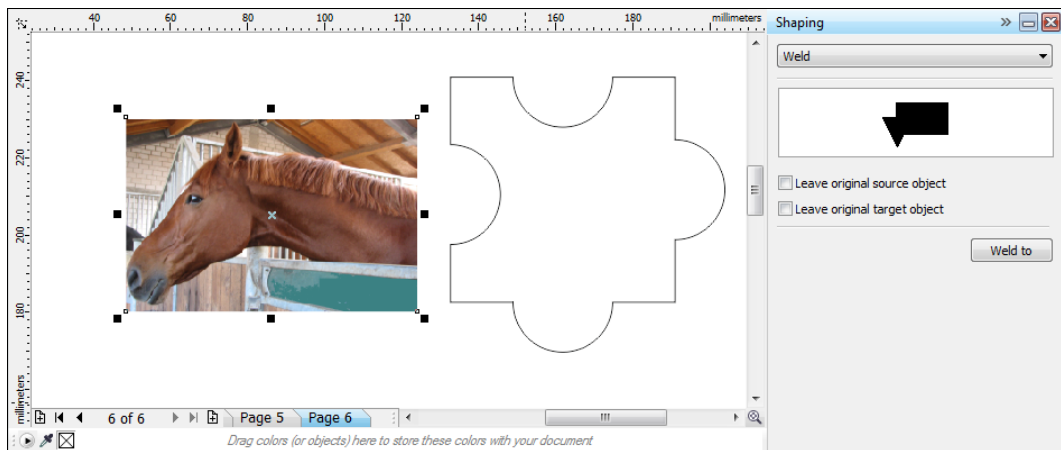 40 60 80 100 120 140 160 180 millimeters
Shaping
Weld
240
220
200
180
millimeters
Leave original source object
Leave original target object
Weld to
6 of 6 Page 5 Page 6
Drag colors (or objects) here to store these colors with your document